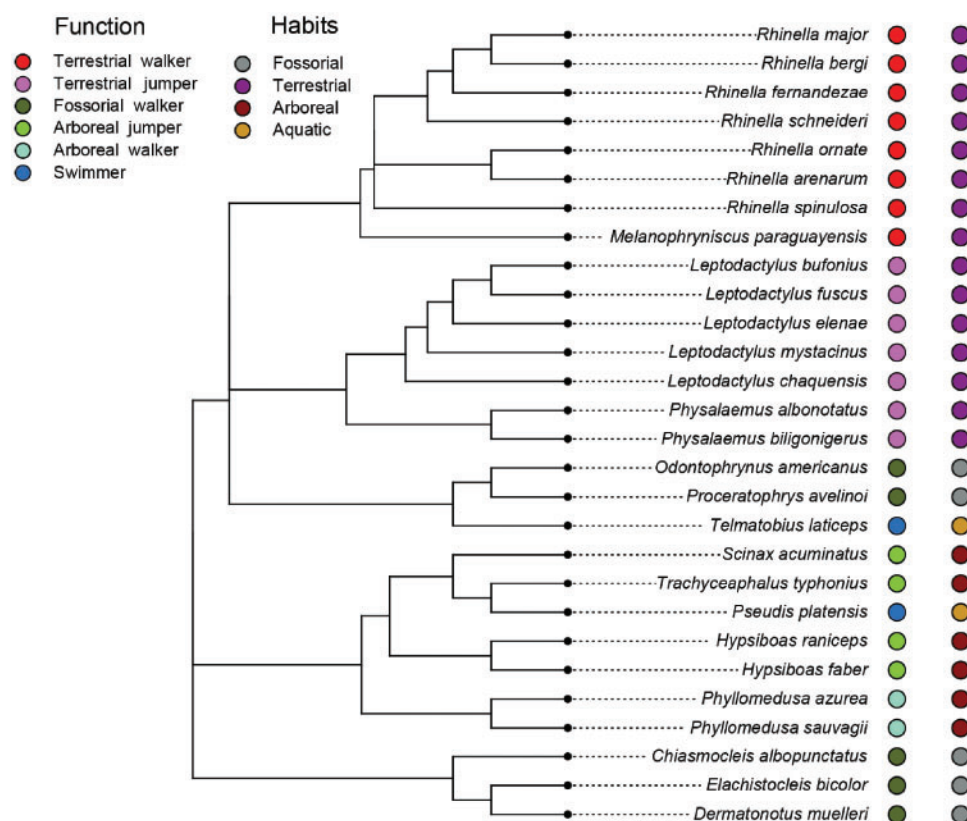 Function
Terrestrial walker
Terrestrial jumper
Fossorial walker
Arboreal jumper
Arboreal walker
Swimmer
Habits
Fossorial
Terrestrial
Arboreal
Aquatic
Rhinella major
Rhinella bergi
Rhinella fernandezae
Rhinella schneideri
Rhinella ornate
Rhinella arenarum
Rhinella spinulosa
Melanophryniscus paraguayensis
Leptodactylus bufonius
Leptodactylus fuscus
Leptodactylus elenae
Leptodactylus mystacinus
Leptodactylus chaquensis
Physalaemus albonotatus
Physalaemus biligonigerus
Odontophrynus americanus
Proceratophrys avelinoi
Telmatobius laticeps
Scinax acuminatus
Trachyceaphalus typhonius
Pseudis platensis
Hypsiboas raniceps
Hypsiboas faber
Phyllomedusa azurea
Phyllomedusa sauvagii
Chiasmocleis albopunctatus
Elachistocleis bicolor
Dermatonotus muelleri